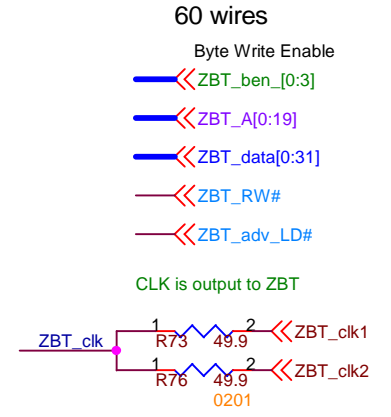 60 wires
Byte Write Enable
ZBT_ben_[0:3]
ZBT_A[0:19]
ZBT_data[0:31]
ZBT_RW#
ZBT_adv_LD#
CLK is output to ZBT
ZBT_clk
1 2 ZBT_clk1
R73 49.9
1 2 ZBT_clk2
R76 49.9
0201